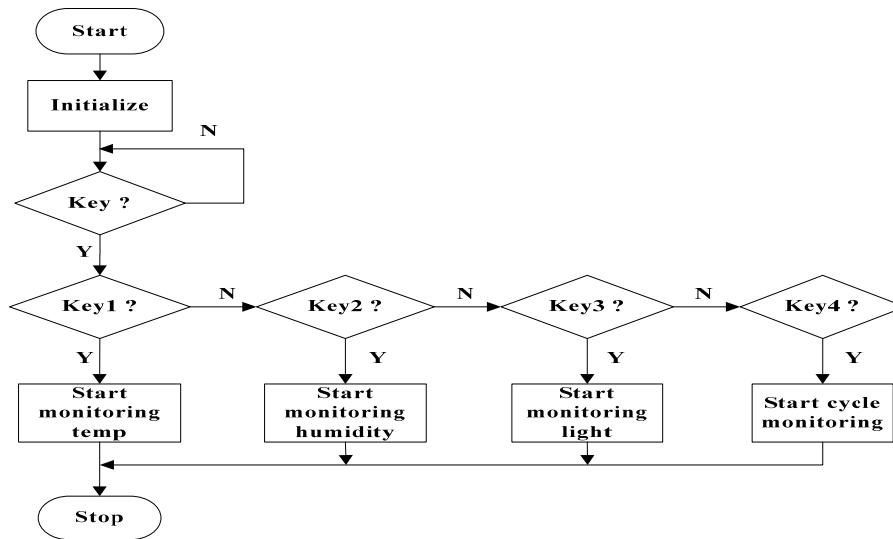 Start
Initialize
N
Key ?
Y
Key1 ?
N
Key2 ?
N
Key3 ?
N
Key4 ?
Y
Y
Y
Y
Start
monitoring
temp
Start
monitoring
humidity
Start
monitoring
light
Start cycle
monitoring
Stop